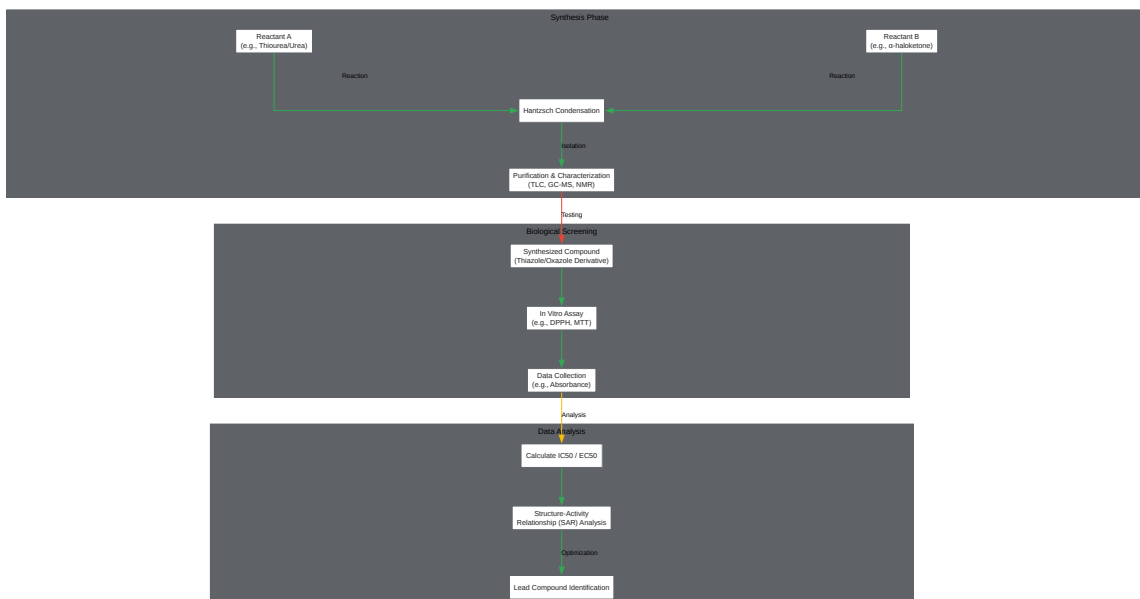 Synthesis Phase
Reactant A
(e.g., Thiourea/Urea)
Reactant B
(e.g., α-haloketone)
Reaction
Reaction
Hantzsch Condensation
Isolation
Purification & Characterization
(TLC, GC-MS, NMR)
Testing
Biological Screening
Synthesized Compound
(Thiazole/Oxazole Derivative)
In Vitro Assay
(e.g., DPPH, MTT)
Data Collection
(e.g., Absorbance)
Analysis
Data Analysis
Calculate IC50 / EC50
Structure-Activity
Relationship (SAR) Analysis
Optimization
Lead Compound Identification